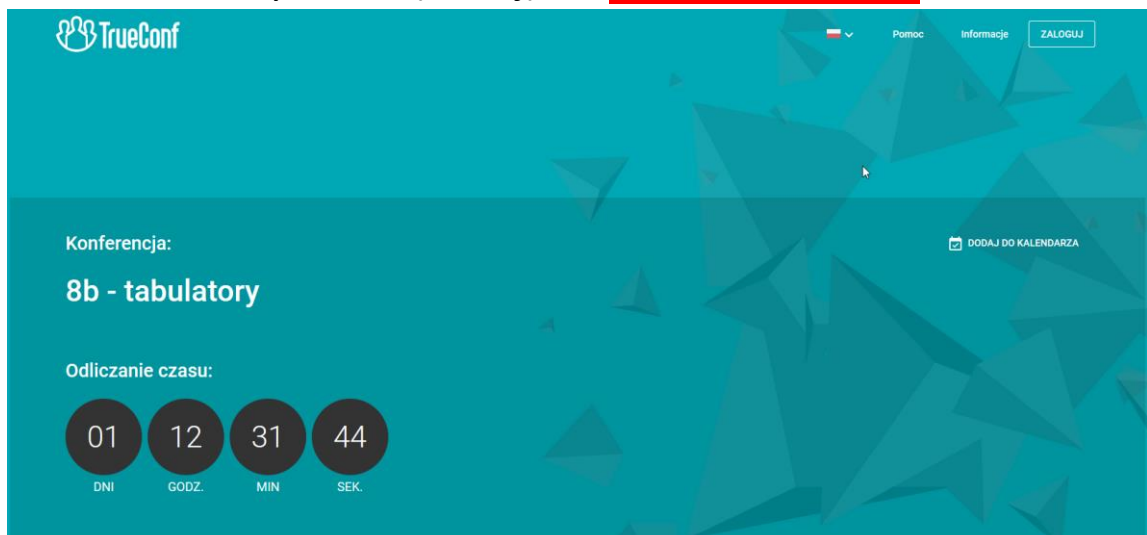 TrueConf
Pomoc Informacje ZALOGUJ
Konferencja:
DODAJ DO KALENDARZA
8b - tabulatory
Odliczanie czasu:
01 12 31 44
DNI GODZ. MIN SEK.